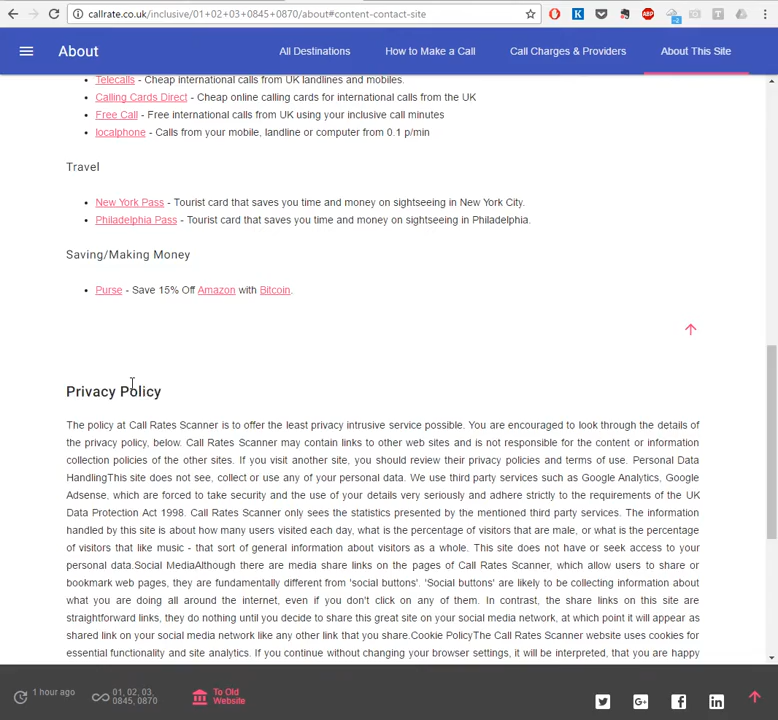 callrate.co.uk/inclusive/01+02+03+0845+0870/about#content-contact-site
About
All Destinations
How to Make a Call
Call Charges & Providers
About This Site
Telecalls - Cheap international calls from UK landlines and mobiles.
Calling Cards Direct - Cheap online calling cards for international calls from the UK
Free Call - Free international calls from UK using your inclusive call minutes
localphone - Calls from your mobile, landline or computer from 0.1 p/min
Travel
New York Pass - Tourist card that saves you time and money on sightseeing in New York City.
Philadelphia Pass - Tourist card that saves you time and money on sightseeing in Philadelphia.
Saving/Making Money
Purse - Save 15% Off Amazon with Bitcoin.
Privacy Policy
The policy at Call Rates Scanner is to offer the least privacy intrusive service possible. You are encouraged to look through the details of
the privacy policy, below. Call Rates Scanner may contain links to other web sites and is not responsible for the content or information
collection policies of the other sites. If you visit another site, you should review their privacy policies and terms of use. Personal Data
HandlingThis site does not see, collect or use any of your personal data. We use third party services such as Google Analytics, Google
Adsense, which are forced to take security and the use of your details very seriously and adhere strictly to the requirements of the UK
Data Protection Act 1998. Call Rates Scanner only sees the statistics presented by the mentioned third party services. The information
handled by this site is about how many users visited each day, what is the percentage of visitors that are male, or what is the percentage
of visitors that like music - that sort of general information about visitors as a whole. This site does not have or seek access to your
personal data.Social MediaAlthough there are media share links on the pages of Call Rates Scanner, which allow users to share or
bookmark web pages, they are fundamentally different from 'social buttons'. 'Social buttons' are likely to be collecting information about
what you are doing all around the internet, even if you don't click on any of them. In contrast, the share links on this site are
straightforward links, they do nothing until you decide to share this great site on your social media network, at which point it will appear as
shared link on your social media network like any other link that you share.Cookie PolicyThe Call Rates Scanner website uses cookies for
essential functionality and site analytics. If you continue without changing your browser settings, it will be interpreted, that you are happy
1 hour ago
01, 02, 03,
0845, 0870
To Old
Website